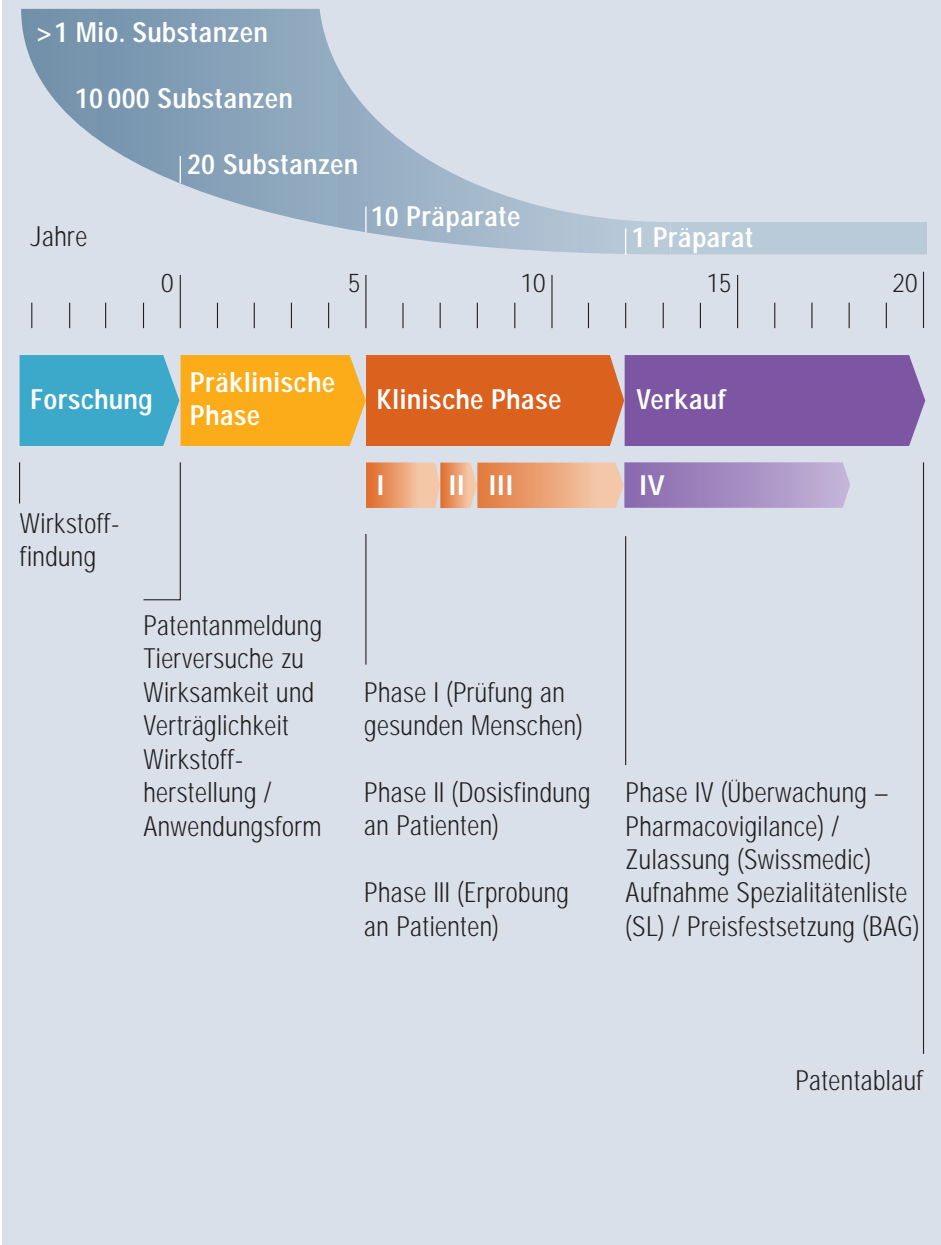 >1 Mio. Substanzen
10 000 Substanzen
20 Substanzen
10 Präparate
1 Präparat
Jahre
0
5
10
15
20
Forschung
Präklinische
Phase
Klinische Phase
Verkauf
I
II
III
IV
Wirkstoff-
findung
Patentanmeldung
Tierversuche zu
Wirksamkeit und
Verträglichkeit
Wirkstoff-
herstellung /
Anwendungsform
Phase I (Prüfung an
gesunden Menschen)
Phase II (Dosisfindung
an Patienten)
Phase III (Erprobung
an Patienten)
Phase IV (Überwachung –
Pharmacovigilance) /
Zulassung (Swissmedic)
Aufnahme Spezialitätenliste
(SL) / Preisfestsetzung (BAG)
Patentablauf